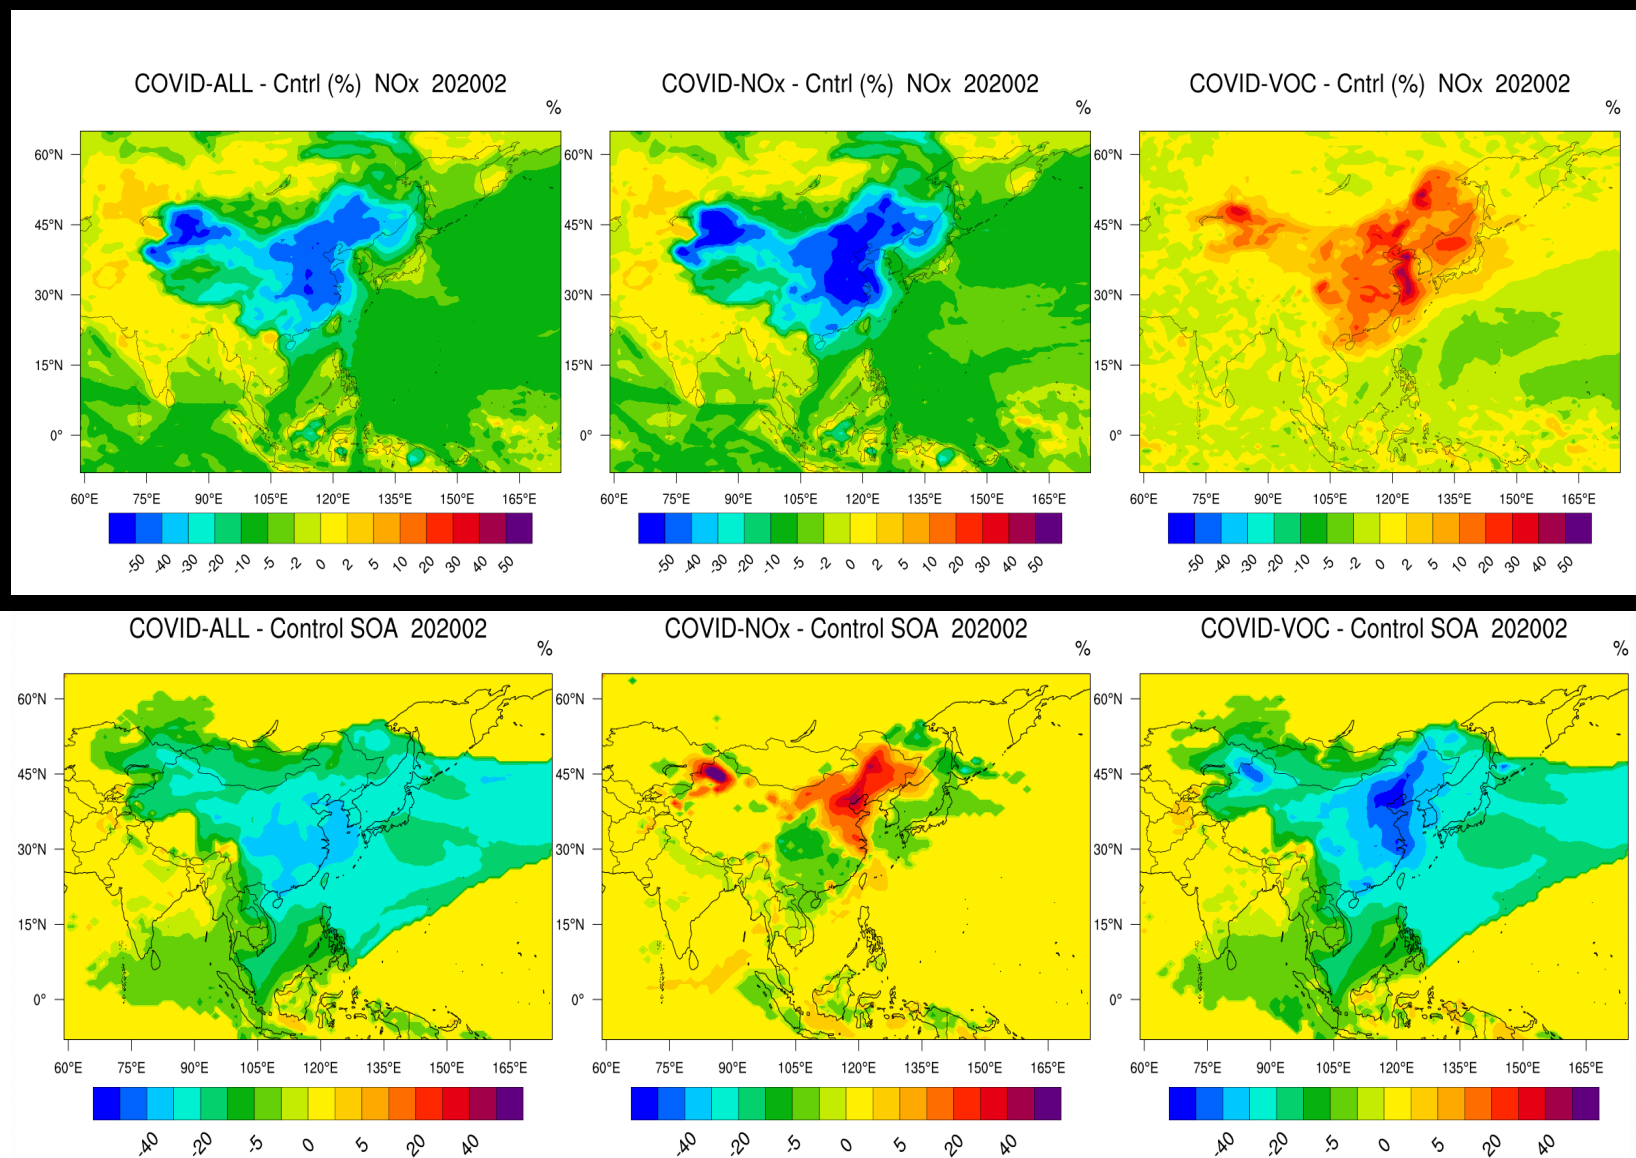 COVID-ALL - Cntrl (%) NOx 202002
%
60°N
45°N
30°N
15°N
0°
60°E 75°E 90°E 105°E 120°E 135°E 150°E 165°E
-50 -40 -30 -20 -10 -5 -2 0 2 5 10 20 30 40 50
COVID-NOx - Cntrl (%) NOx 202002
%
60°N
45°N
30°N
15°N
0°
60°E 75°E 90°E 105°E 120°E 135°E 150°E 165°E
-50 -40 -30 -20 -10 -5 -2 0 2 5 10 20 30 40 50
COVID-VOC - Cntrl (%) NOx 202002
%
60°N
45°N
30°N
15°N
0°
60°E 75°E 90°E 105°E 120°E 135°E 150°E 165°E
-50 -40 -30 -20 -10 -5 -2 0 2 5 10 20 30 40 50
COVID-ALL - Control SOA 202002
%
60°N
45°N
30°N
15°N
0°
60°E 75°E 90°E 105°E 120°E 135°E 150°E 165°E
-40 -20 -5 0 5 20 40
COVID-NOx - Control SOA 202002
%
60°N
45°N
30°N
15°N
0°
60°E 75°E 90°E 105°E 120°E 135°E 150°E 165°E
-40 -20 -5 0 5 20 40
COVID-VOC - Control SOA 202002
%
60°N
45°N
30°N
15°N
0°
60°E 75°E 90°E 105°E 120°E 135°E 150°E 165°E
-40 -20 -5 0 5 20 40